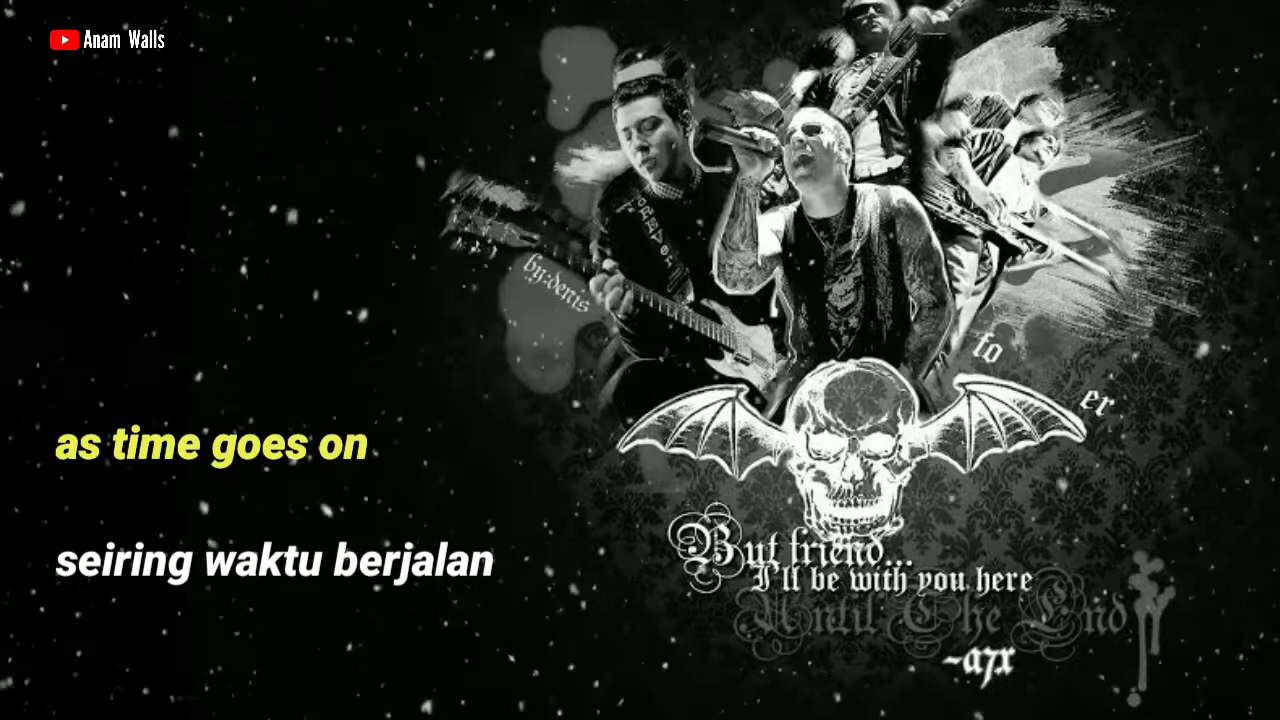 Anam Walls
by:denis
to
er
as time goes on
seiring waktu berjalan
But friend...
I'll be with you here
Until The End
~a7x